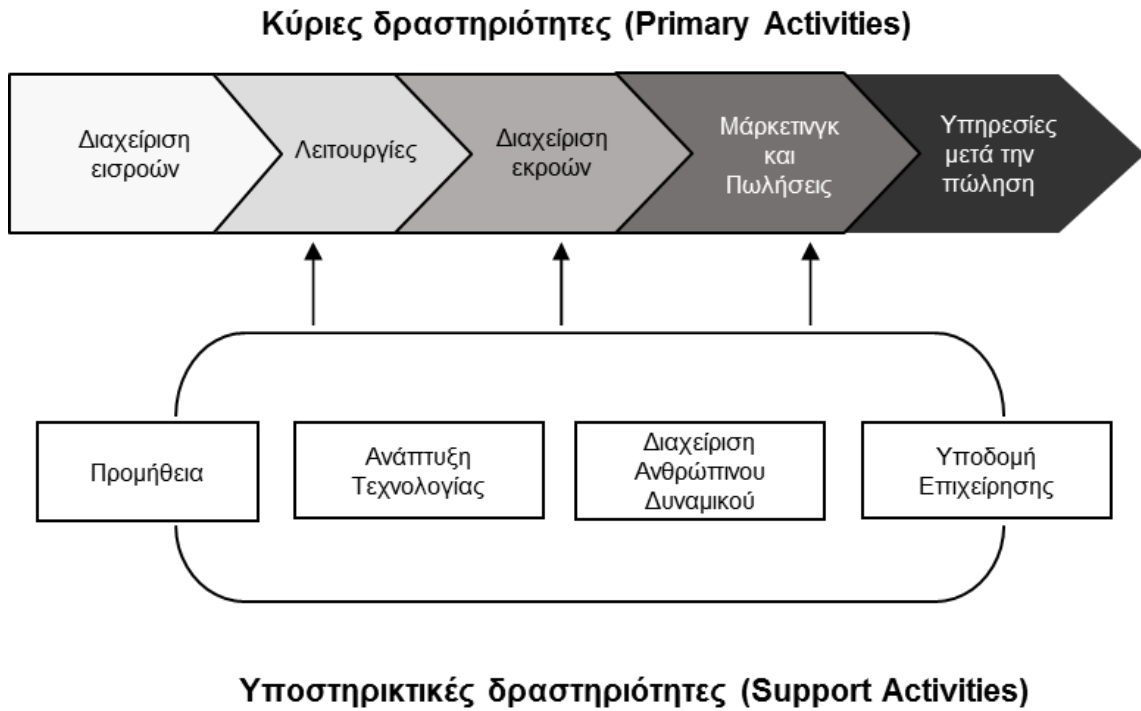 Κύριες δραστηριότητες (Primary Activities)
Διαχείριση
εισροών
Λειτουργίες
Διαχείριση
εκροών
Μάρκετινγκ
και
Πωλήσεις
Υπηρεσίες
μετά την
πώληση
Προμήθεια
Ανάπτυξη
Τεχνολογίας
Διαχείριση
Ανθρώπινου
Δυναμικού
Υποδομή
Επιχείρησης
Υποστηρικτικές δραστηριότητες (Support Activities)